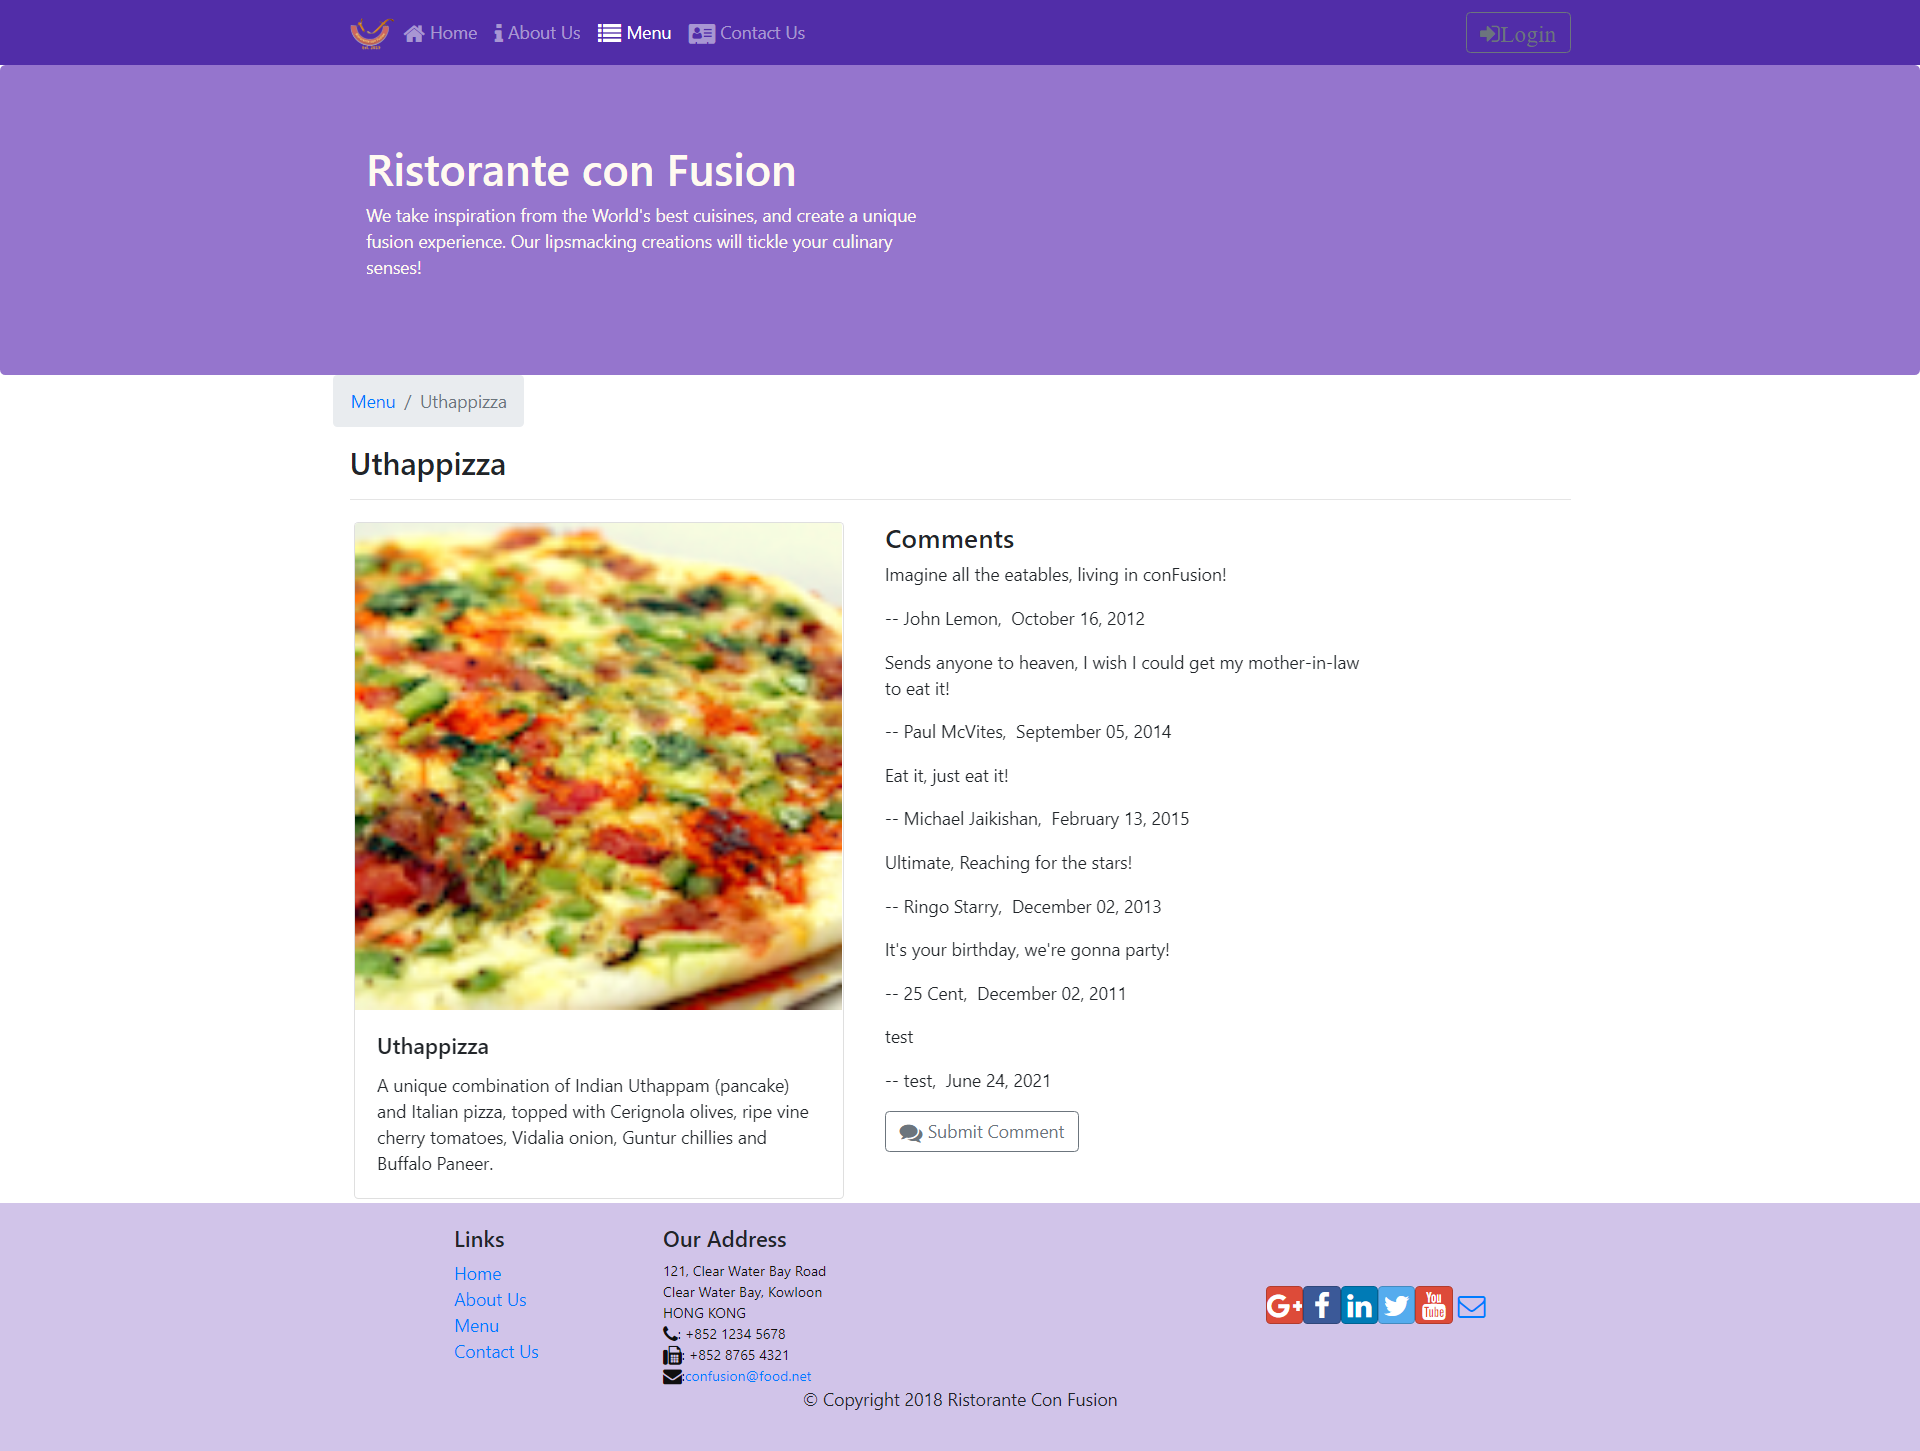 Home About Us Menu Contact Us Login
Ristorante con Fusion
We take inspiration from the World's best cuisines, and create a unique
fusion experience. Our lipsmacking creations will tickle your culinary
senses!
Menu / Uthappizza
Uthappizza
Uthappizza
A unique combination of Indian Uthappam (pancake)
and Italian pizza, topped with Cerignola olives, ripe vine
cherry tomatoes, Vidalia onion, Guntur chillies and
Buffalo Paneer.
Comments
Imagine all the eatables, living in conFusion!
-- John Lemon, October 16, 2012
Sends anyone to heaven, I wish I could get my mother-in-law
to eat it!
-- Paul McVites, September 05, 2014
Eat it, just eat it!
-- Michael Jaikishan, February 13, 2015
Ultimate, Reaching for the stars!
-- Ringo Starry, December 02, 2013
It's your birthday, we're gonna party!
-- 25 Cent, December 02, 2011
test
-- test, June 24, 2021
Submit Comment
Links
Home
About Us
Menu
Contact Us
Our Address
121, Clear Water Bay Road
Clear Water Bay, Kowloon
HONG KONG
: +852 1234 5678
: +852 8765 4321
:confusion@food.net
G+ f in You Tube
© Copyright 2018 Ristorante Con Fusion